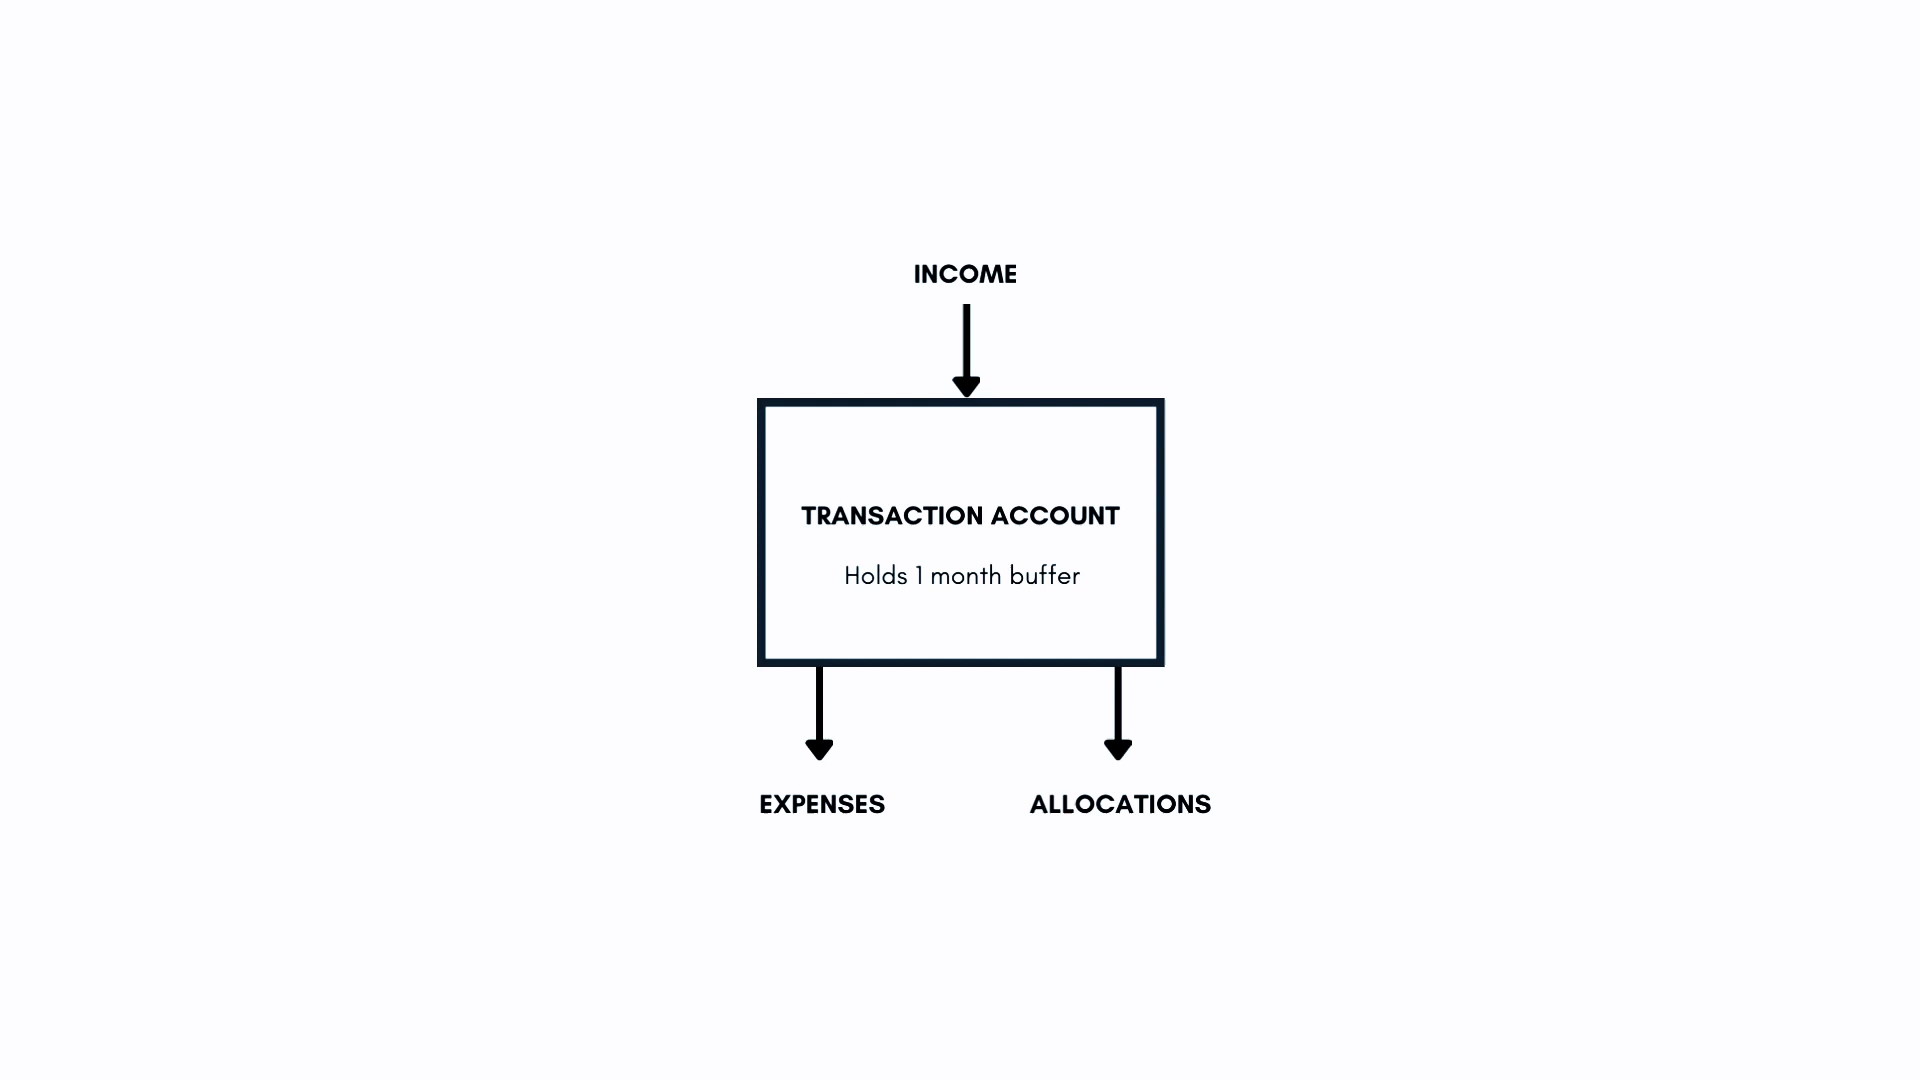 INCOME
TRANSACTION ACCOUNT
Holds 1 month buffer
EXPENSES
ALLOCATIONS